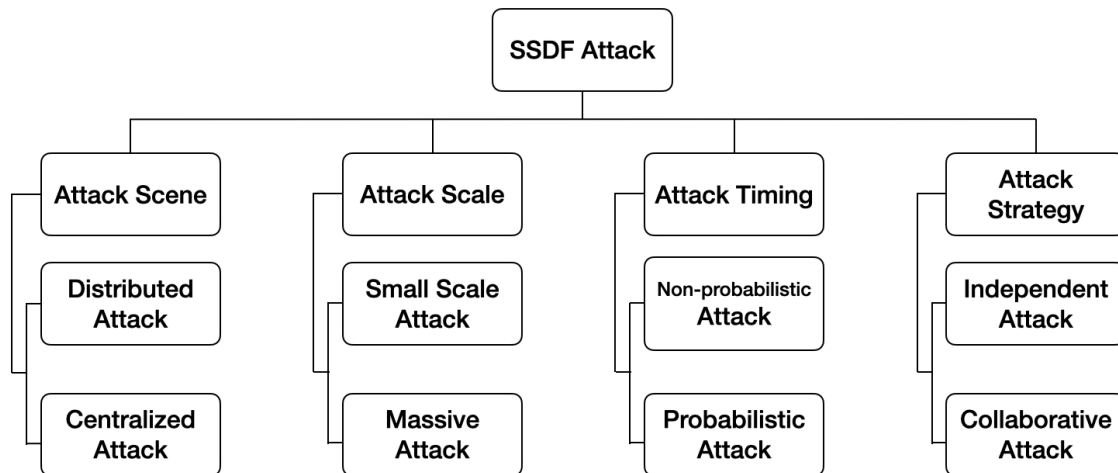 SSDF Attack
Attack Scene
Attack Scale
Attack Timing
Attack
Strategy
Distributed
Attack
Small Scale
Attack
Non-probabilistic
Attack
Independent
Attack
Centralized
Attack
Massive
Attack
Probabilistic
Attack
Collaborative
Attack